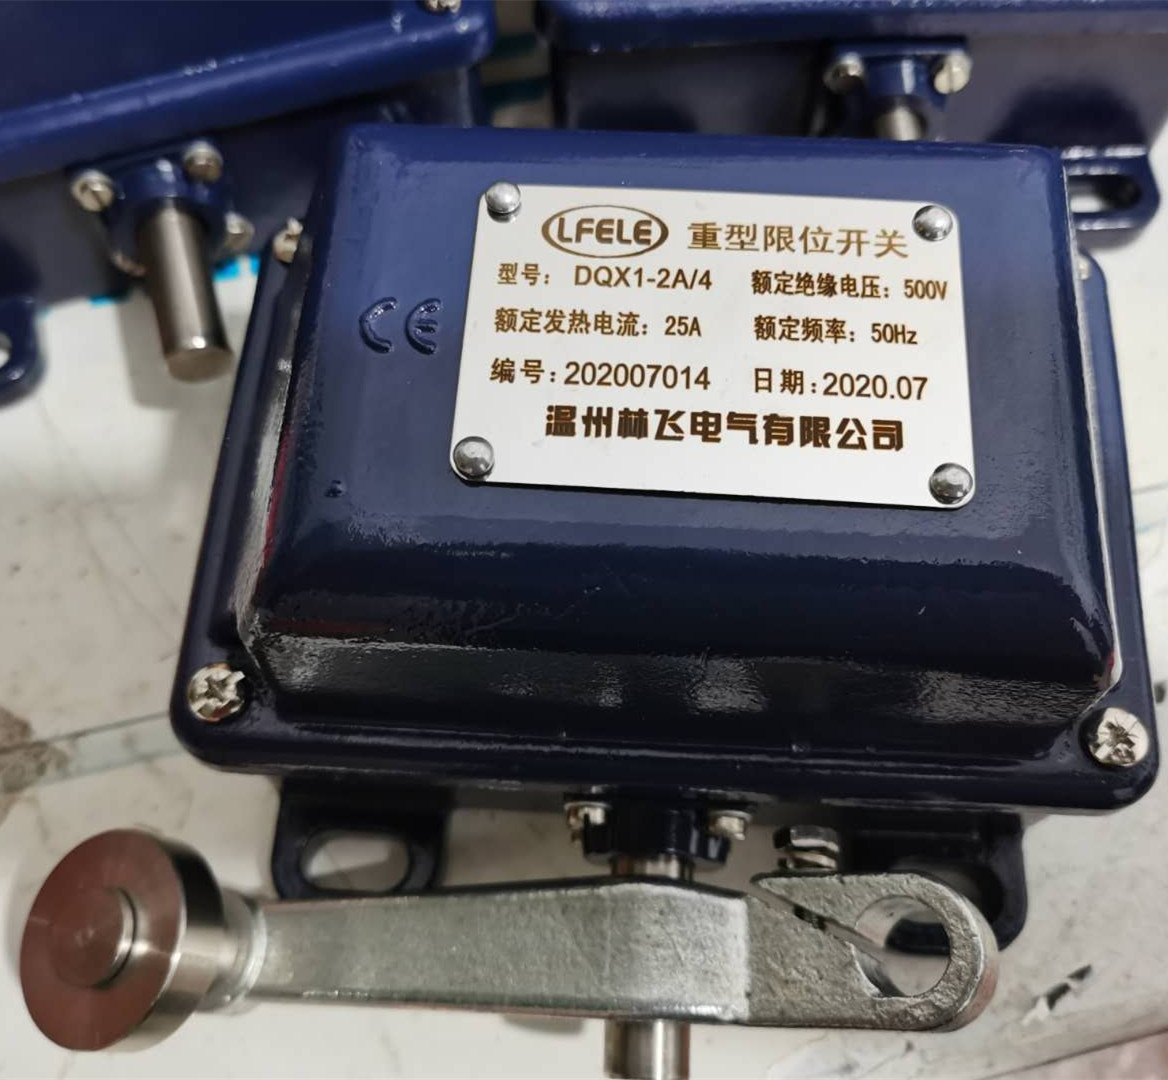 LFELE 重型限位开关
型号： DQX1-2A/4 额定绝缘电压：500V
CE
额定发热电流：25A 额定频率：50Hz
编号：202007014 日期：2020.07
温州林飞电气有限公司